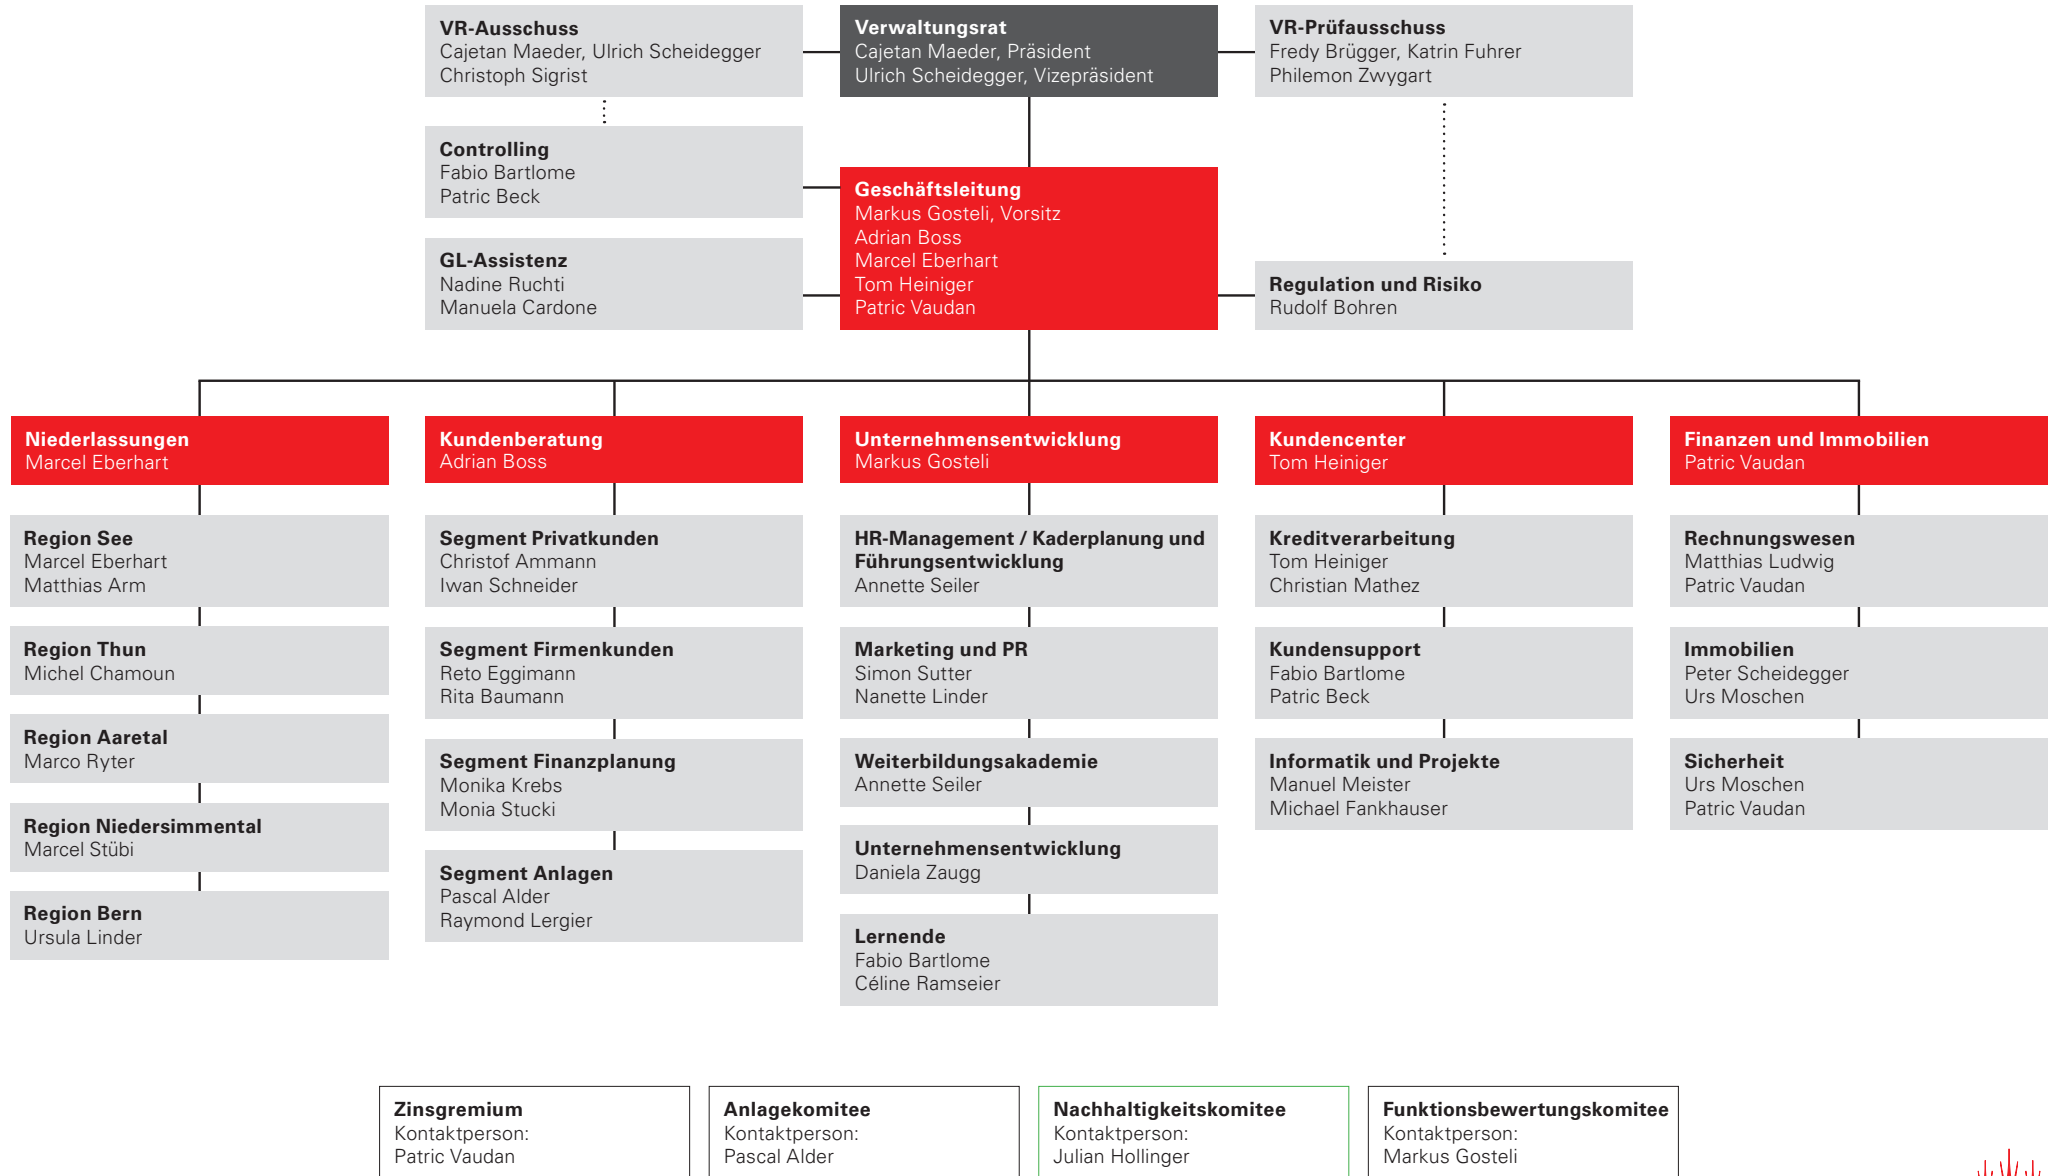 VR-Ausschuss
Cajetan Maeder, Ulrich Scheidegger
Christoph Sigrist
Verwaltungsrat
Cajetan Maeder, Präsident
Ulrich Scheidegger, Vizepräsident
VR-Prüfausschuss
Fredy Brügger, Katrin Fuhrer
Philemon Zwygart
Controlling
Fabio Bartlome
Patric Beck
Geschäftsleitung
Markus Gosteli, Vorsitz
Adrian Boss
Marcel Eberhart
Tom Heiniger
Patric Vaudan
GL-Assistenz
Nadine Ruchti
Manuela Cardone
Regulation und Risiko
Rudolf Bohren
Niederlassungen
Marcel Eberhart
Kundenberatung
Adrian Boss
Unternehmensentwicklung
Markus Gosteli
Kundencenter
Tom Heiniger
Finanzen und Immobilien
Patric Vaudan
Region See
Marcel Eberhart
Matthias Arm
Region Thun
Michel Chamoun
Region Aaretal
Marco Ryter
Region Niedersimmental
Marcel Stübi
Region Bern
Ursula Linder
Segment Privatkunden
Christof Ammann
Iwan Schneider
Segment Firmenkunden
Reto Eggimann
Rita Baumann
Segment Finanzplanung
Monika Krebs
Monia Stucki
Segment Anlagen
Pascal Alder
Raymond Lergier
HR-Management / Kaderplanung und
Führungsentwicklung
Annette Seiler
Marketing und PR
Simon Sutter
Nanette Linder
Weiterbildungsakademie
Annette Seiler
Unternehmensentwicklung
Daniela Zaugg
Lernende
Fabio Bartlome
Céline Ramseier
Kreditverarbeitung
Tom Heiniger
Christian Mathez
Kundensupport
Fabio Bartlome
Patric Beck
Informatik und Projekte
Manuel Meister
Michael Fankhauser
Rechnungswesen
Matthias Ludwig
Patric Vaudan
Immobilien
Peter Scheidegger
Urs Moschen
Sicherheit
Urs Moschen
Patric Vaudan
Zinsgremium
Kontaktperson:
Patric Vaudan
Anlagekomitee
Kontaktperson:
Pascal Alder
Nachhaltigkeitskomitee
Kontaktperson:
Julian Hollinger
Funktionsbewertungskomitee
Kontaktperson:
Markus Gosteli